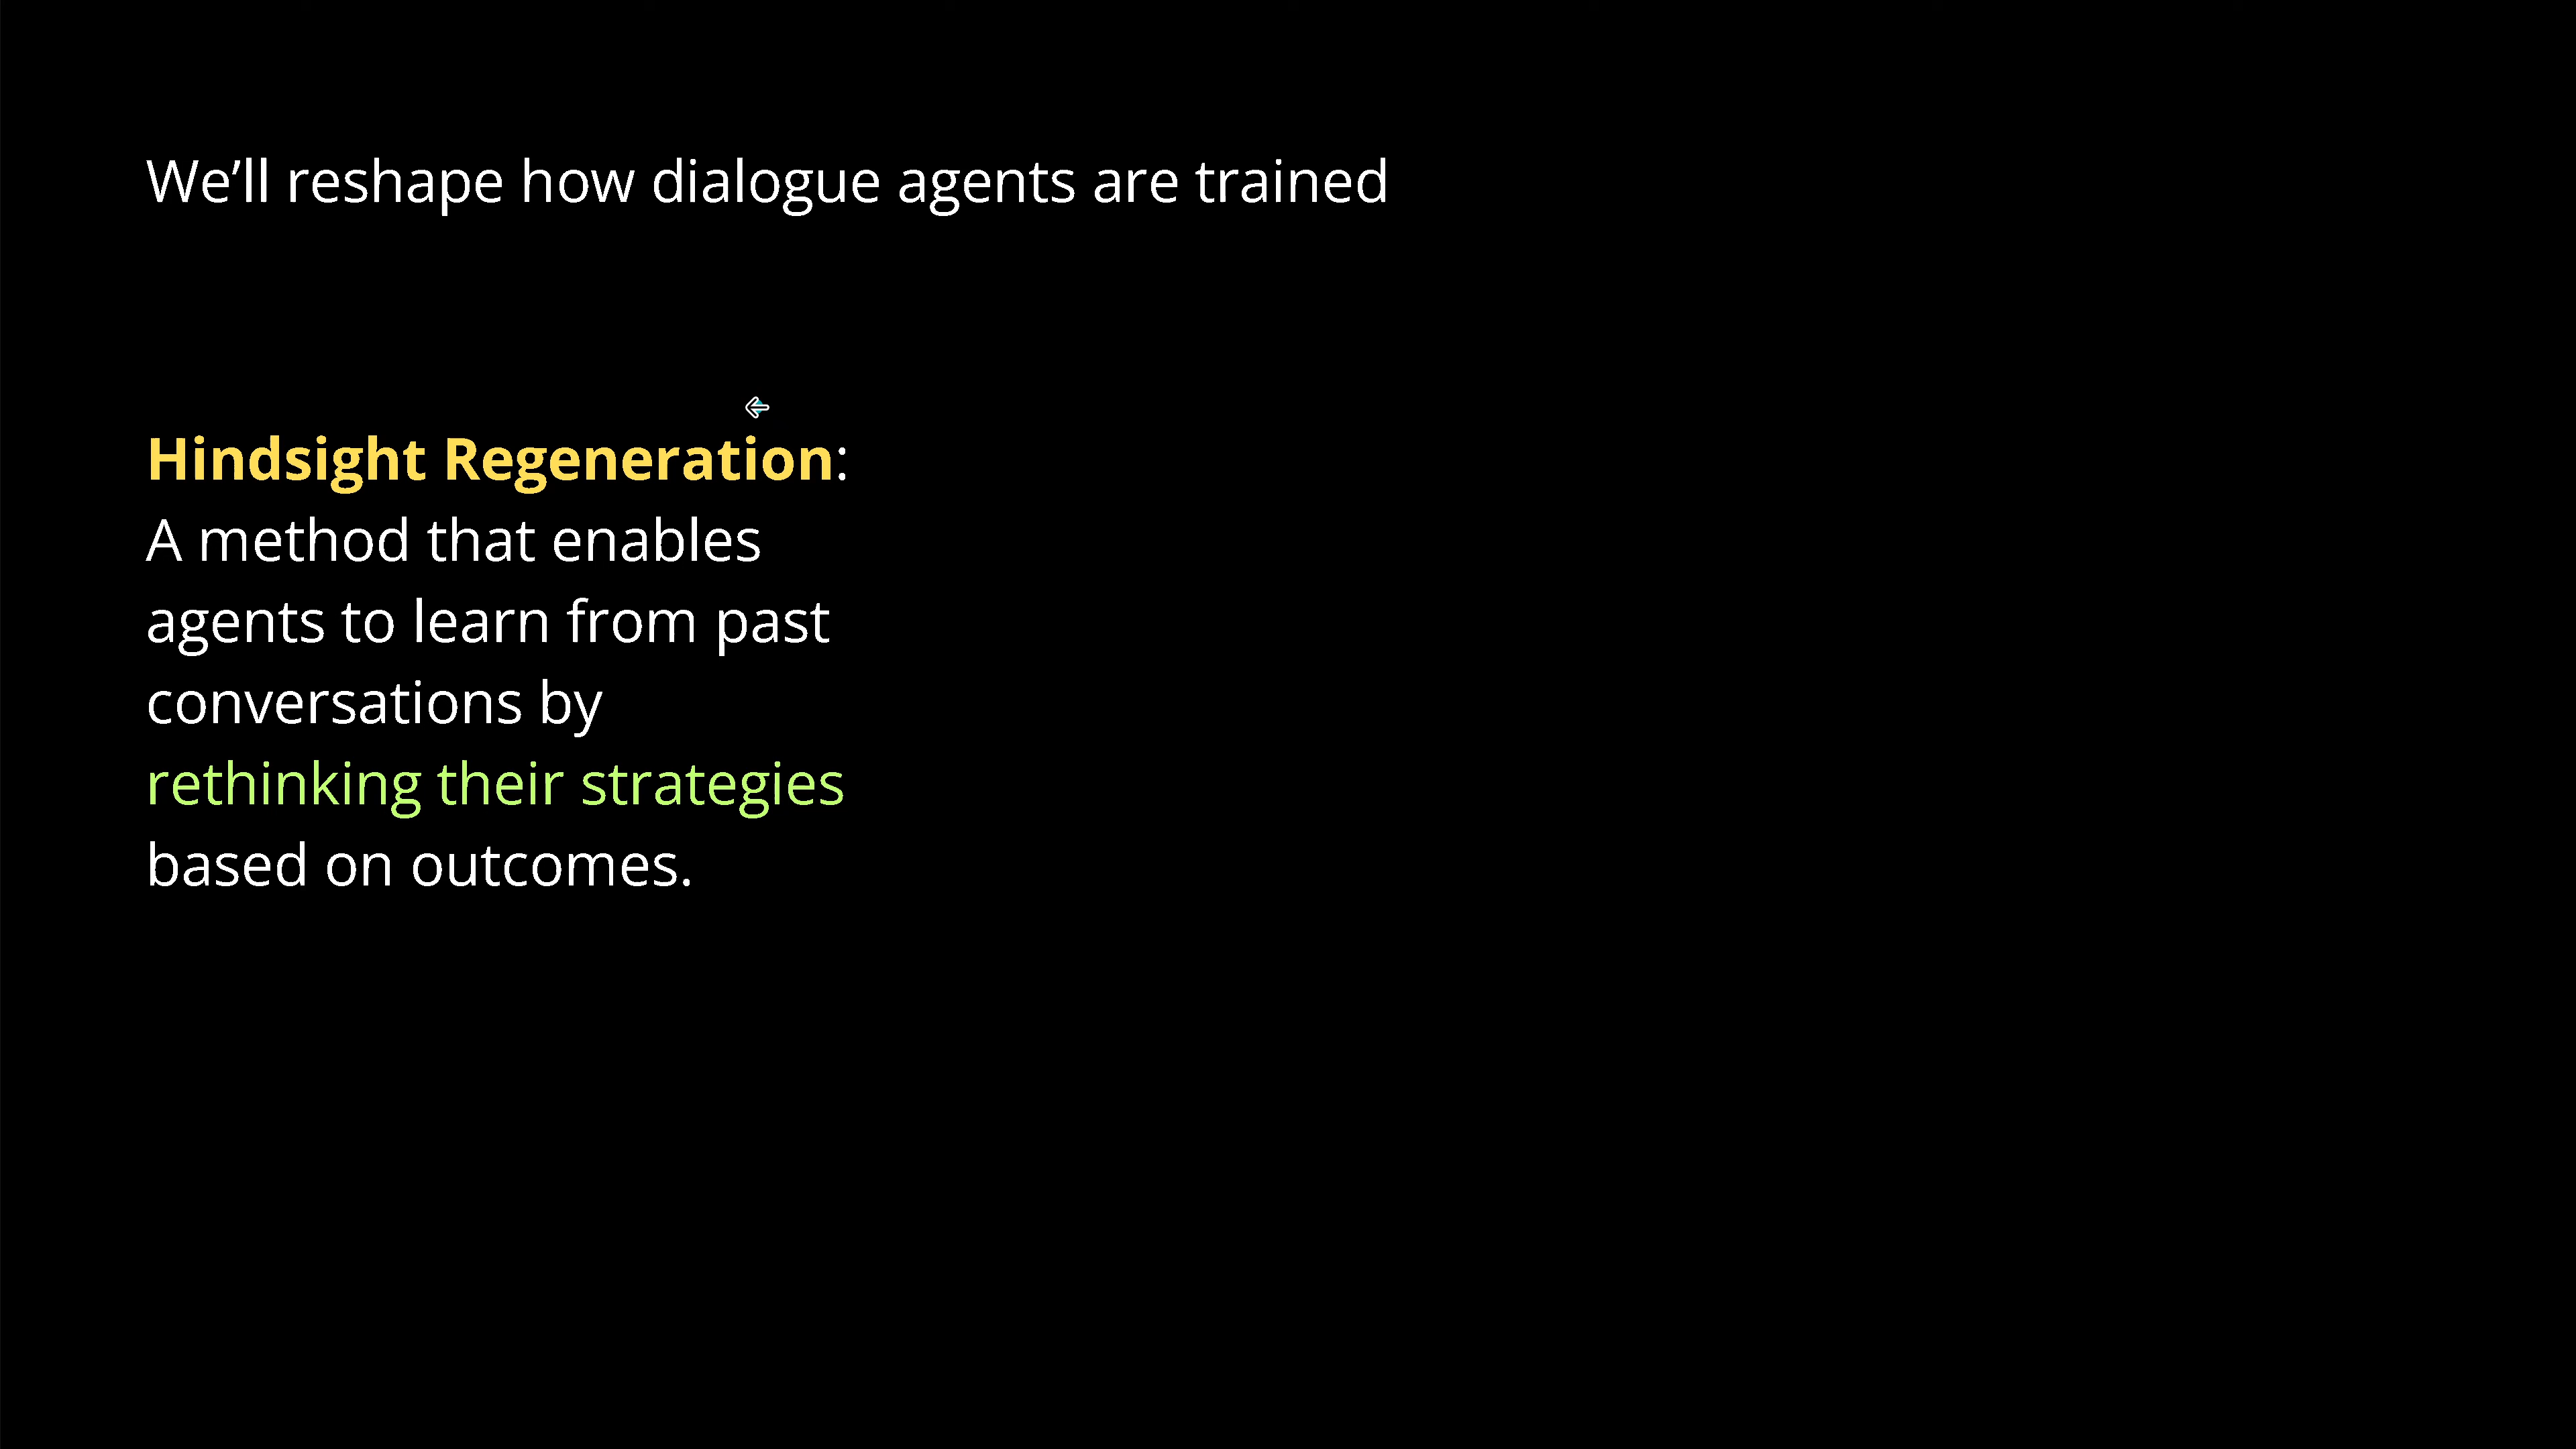 We’ll reshape how dialogue agents are trained
Hindsight Regeneration:
A method that enables
agents to learn from past
conversations by
rethinking their strategies
based on outcomes.